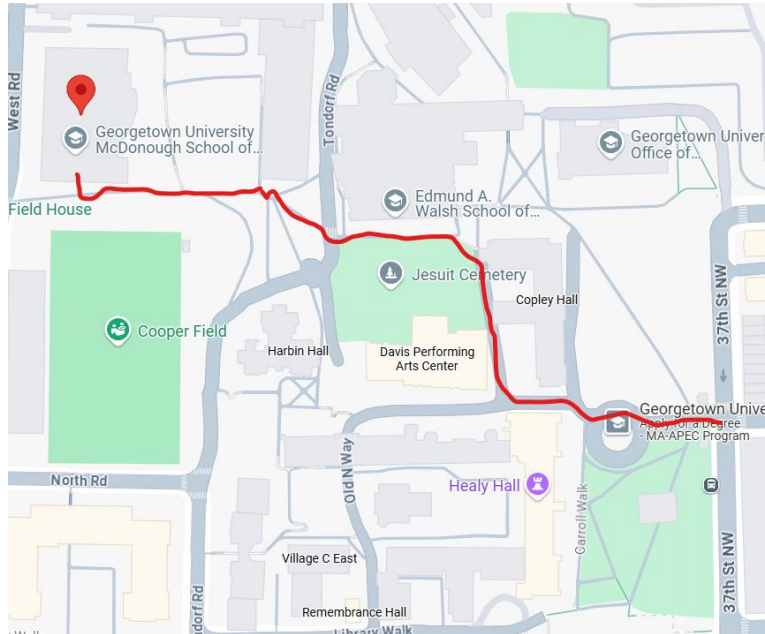 West Rd
Tondorf Rd
Georgetown University
McDonough School of...
Georgetown Univer
Office of...
Edmund A.
Walsh School of...
Field House
Jesuit Cemetery
37th St NW
Copley Hall
Cooper Field
Harbin Hall
Davis Performing
Arts Center
Georgetown Unive
Apply for a Degree
- MA-APEC Program
Old N Way
North Rd
Healy Hall
Carroll Walk
Village C East
37th St NW
ndorf Rd
Remembrance Hall
Library Walk